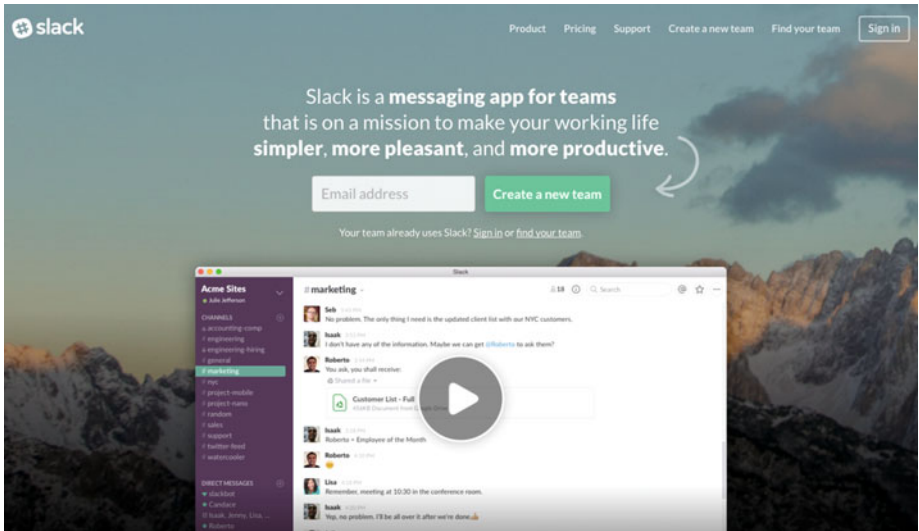 slack
Product Pricing Support Create a new team Find your team Sign in
Slack is a messaging app for teams
that is on a mission to make your working life
simpler, more pleasant, and more productive.
Email address Create a new team
Your team already uses Slack? Sign in or find your team.
Slack
Acme Sites
Julie Jefferson
CHANNELS
accounting-comp
# engineering
engineering-hiring
# general
# marketing
# nyc
# project-mobile
# project-nano
# random
# sales
# support
# twitter-feed
# watercooler
DIRECT MESSAGES
slackbot
Candace
Isaak, Jenny, Lisa, ...
Roberto
#marketing
18 Search @
Seb
No problem. The only thing I need is the updated client list with our NYC customers.
Isaak
I don't have any of the information. Maybe we can get @Roberto to ask them?
Roberto
You ask, you shall receive:
Shared a file
Customer List - Full
456KB Document from
Isaak
Roberto = Employee of the Month
Roberto
Lisa
Remember, meeting at 10:30 in the conference room.
Isaak
Yep, no problem. I'll be all over it after we're done.